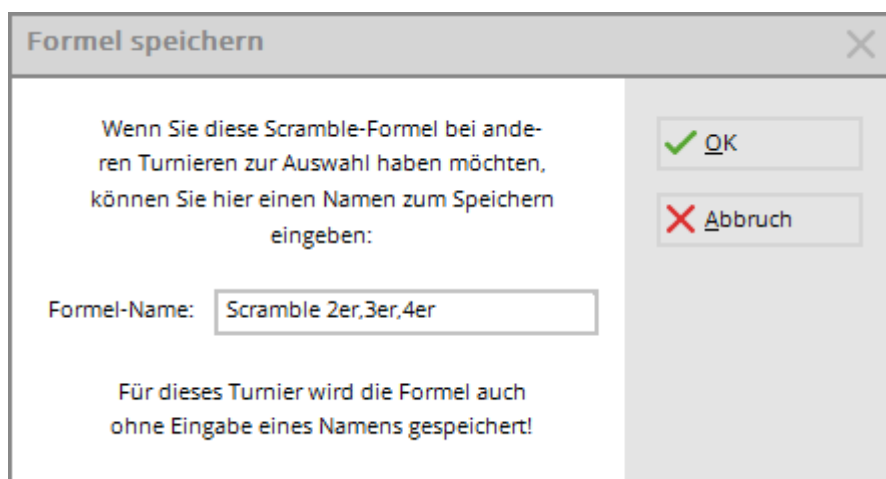 Formel speichern
Wenn Sie diese Scramble-Formel bei ande-
ren Turnieren zur Auswahl haben möchten,
können Sie hier einen Namen zum Speichern
eingeben:
Formel-Name: Scramble 2er,3er,4er
Für dieses Turnier wird die Formel auch
ohne Eingabe eines Namens gespeichert!
OK
Abbruch